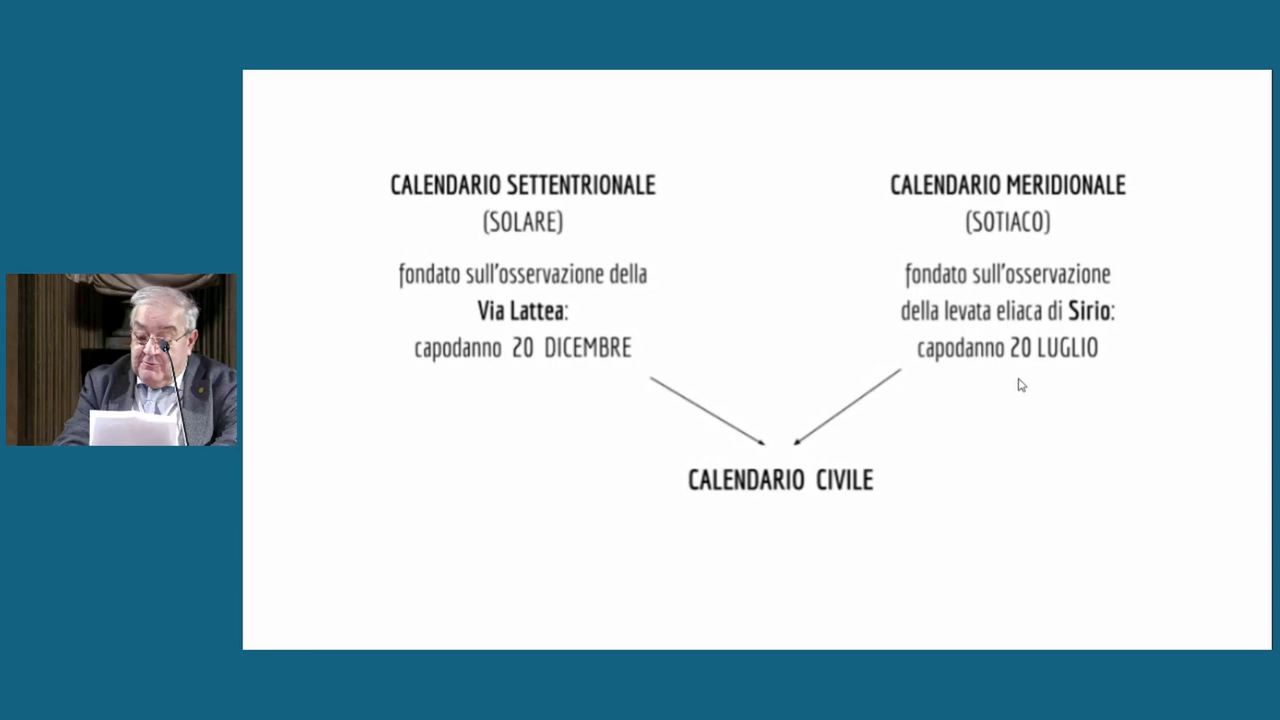 CALENDARIO SETTENTRIONALE
(SOLARE)
fondato sull'osservazione della
Via Lattea:
capodanno 20 DICEMBRE
CALENDARIO MERIDIONALE
(SOTIACO)
fondato sull'osservazione
della levata eliaca di Sirio:
capodanno 20 LUGLIO
CALENDARIO CIVILE